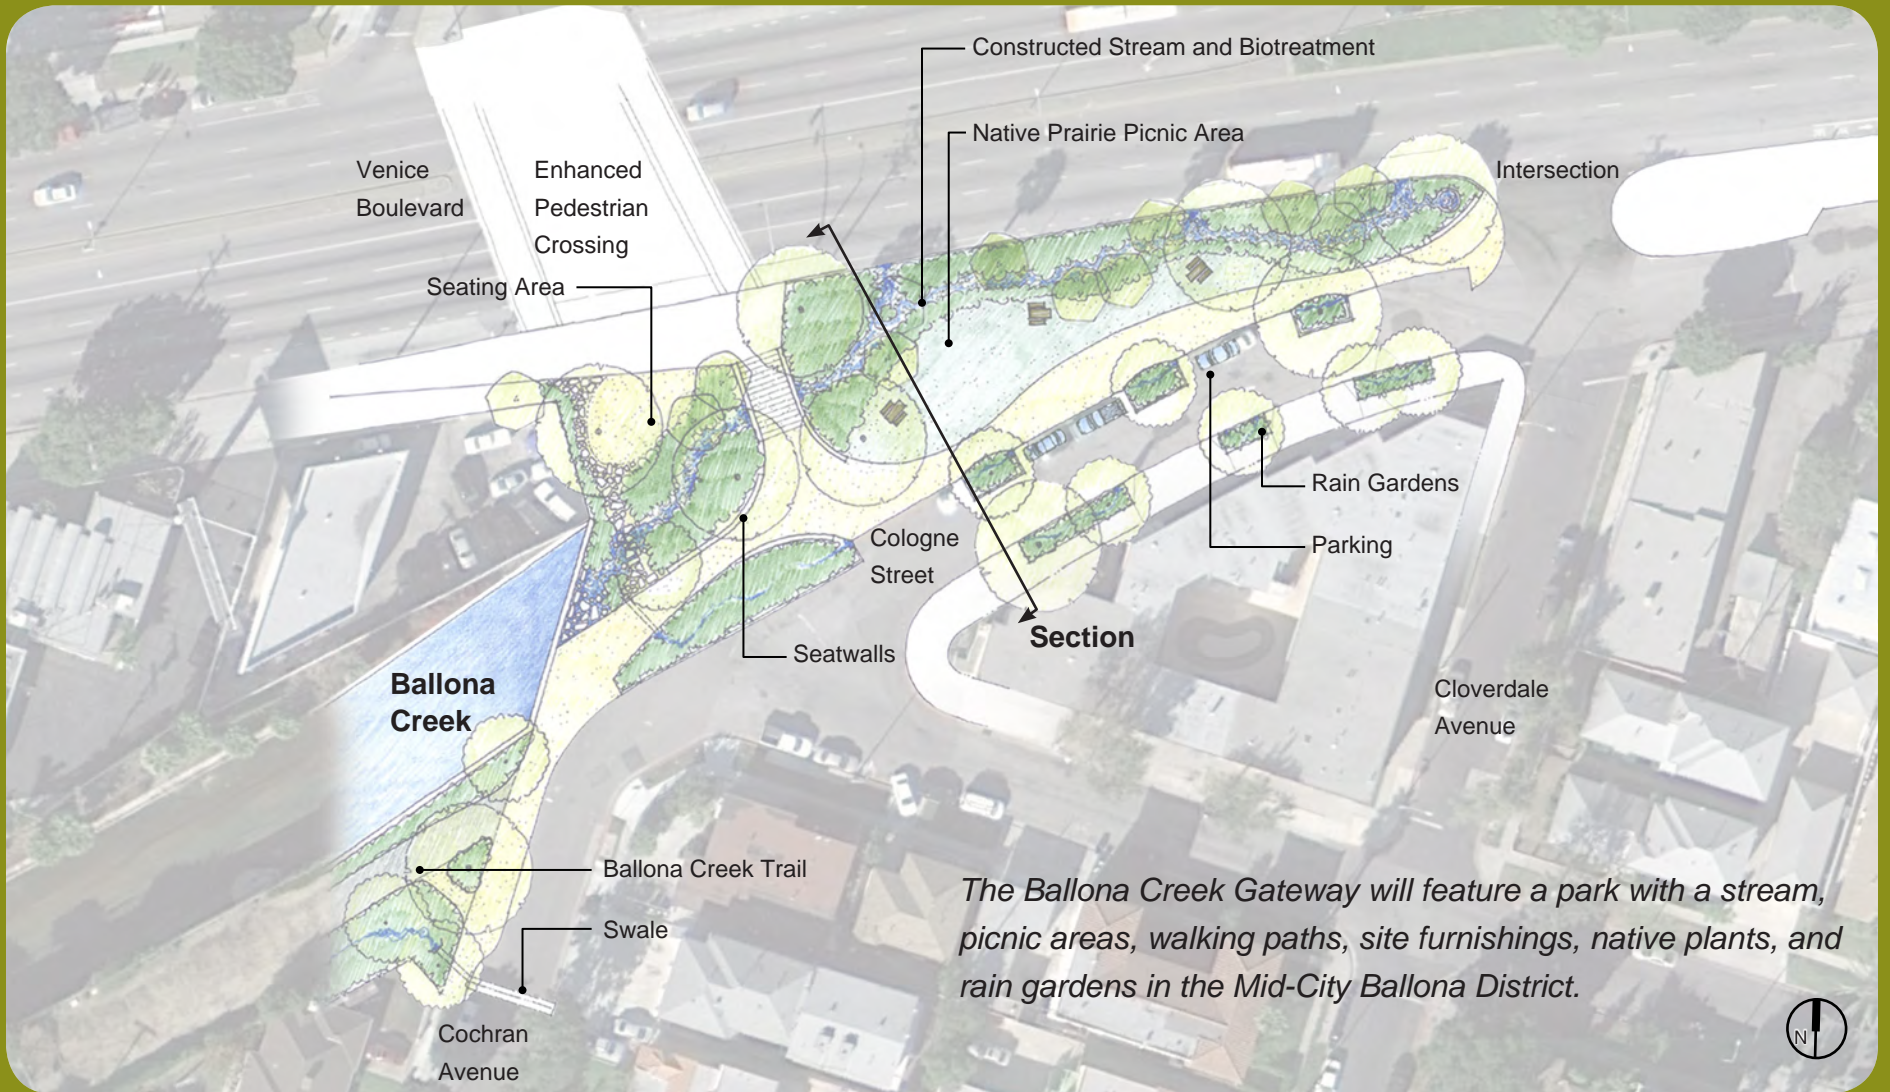 Constructed Stream and Biotreatment
Native Prairie Picnic Area
Venice
Boulevard
Enhanced
Pedestrian
Crossing
Intersection
Seating Area
Rain Gardens
Parking
Cologne
Street
Section
Seatwalls
Ballona
Creek
Cloverdale
Avenue
Ballona Creek Trail
Swale
Cochran
Avenue
The Ballona Creek Gateway will feature a park with a stream,
picnic areas, walking paths, site furnishings, native plants, and
rain gardens in the Mid-City Ballona District.
N